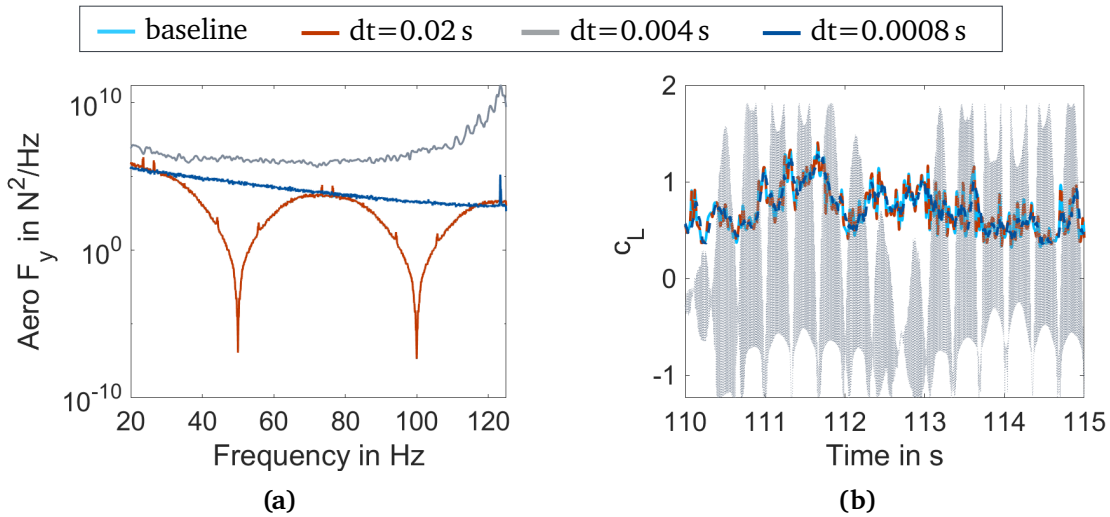 baseline dt=0.02 s dt=0.004 s dt=0.0008 s
10^10
10^0
10^-10
Aero F_y in N^2/Hz
20 40 60 80 100 120
Frequency in Hz
(a)
2
1
0
-1
c_L
110 111 112 113 114 115
Time in s
(b)